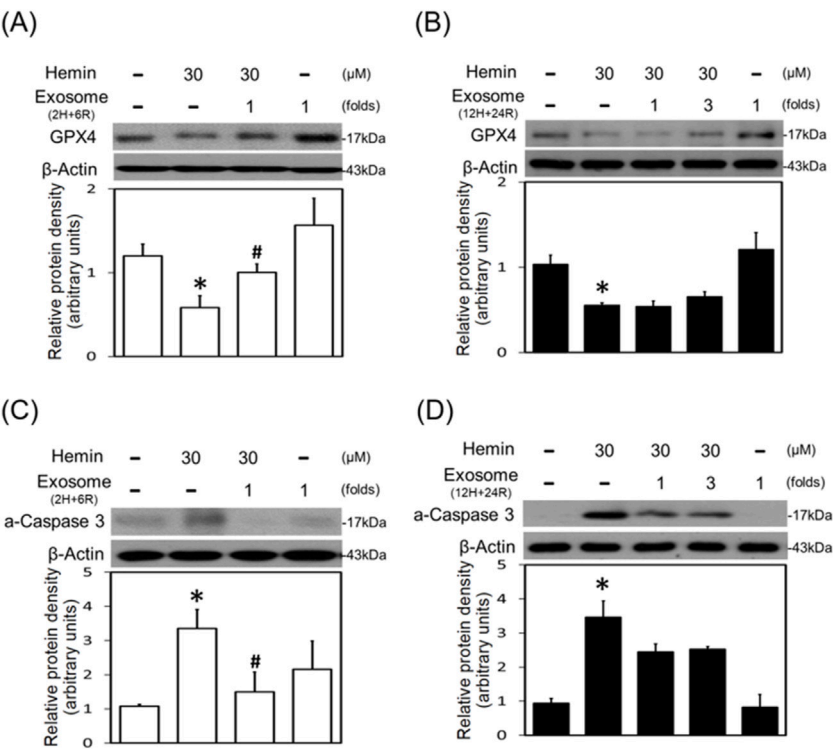 (A)
Hemin - 30 30 - (μM)
Exosome (2H+6R) - - 1 1 (folds)
GPX4 -17kDa
β-Actin -43kDa
Relative protein density (arbitrary units)
2
1
0
*
#
(B)
Hemin - 30 30 30 - (μM)
Exosome (12H+24R) - - 1 3 1 (folds)
GPX4 -17kDa
β-Actin -43kDa
Relative protein density (arbitrary units)
2
1
0
*
(C)
Hemin - 30 30 - (μM)
Exosome (2H+6R) - - 1 1 (folds)
a-Caspase 3 -17kDa
β-Actin -43kDa
Relative protein density (arbitrary units)
5
4
3
2
1
0
*
#
(D)
Hemin - 30 30 30 - (μM)
Exosome (12H+24R) - - 1 3 1 (folds)
a-Caspase 3 -17kDa
β-Actin -43kDa
Relative protein density (arbitrary units)
5
4
3
2
1
0
*